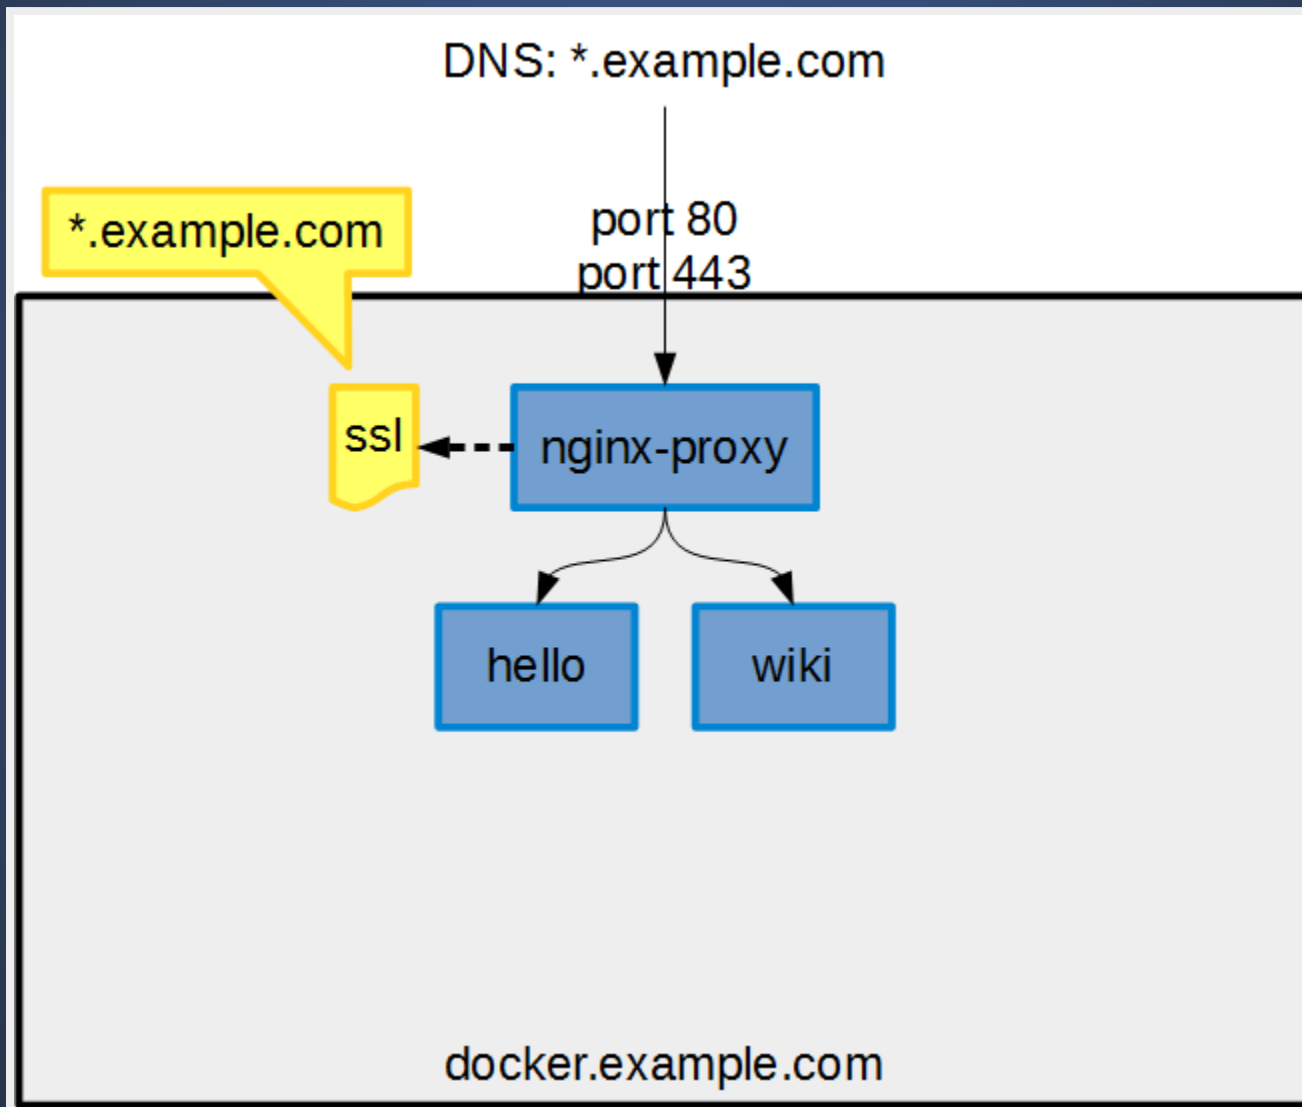 DNS: *.example.com
*.example.com
port 80
port 443
ssl
nginx-proxy
hello
wiki
docker.example.com